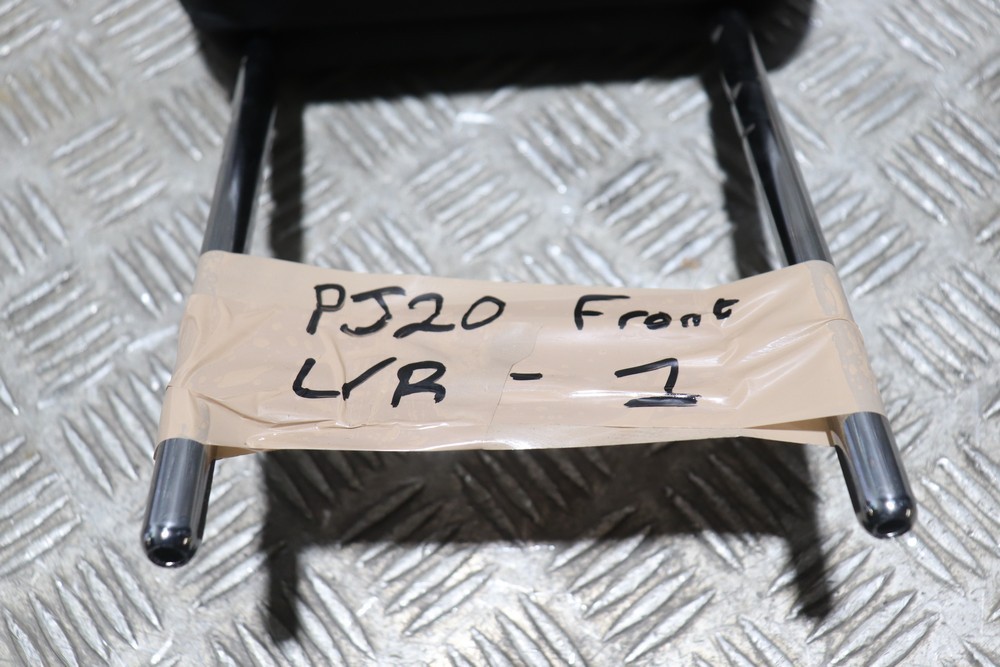 PJ20 Front
L/R - 1